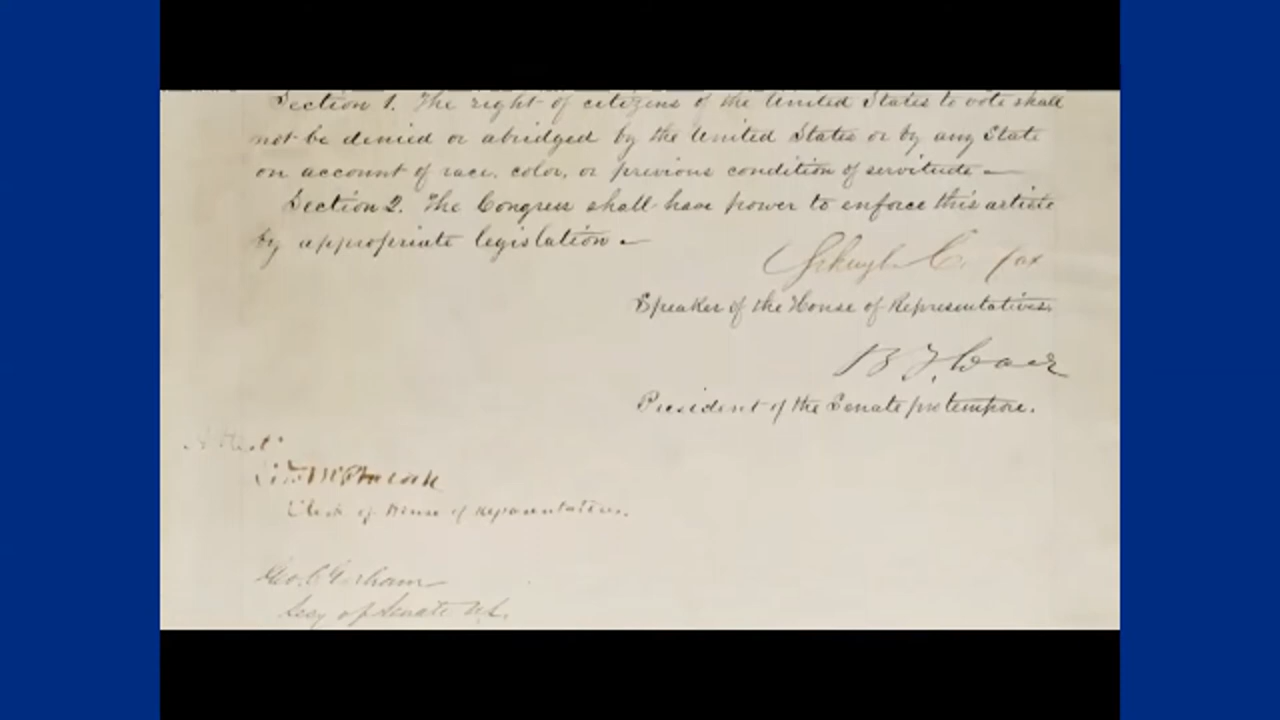 Section 1. The right of citizens of the United States to vote shall
not be denied or abridged by the United States or by any State
on account of race, color, or previous condition of servitude —
Section 2. The Congress shall have power to enforce this article
by appropriate legislation —
Schuyler Colfax
Speaker of the House of Representatives.
B F Wade
President of the Senate pro tempore.
Attest
Clerk of House of Representatives.
Geo. C Gorham
Secy of Senate U.S.